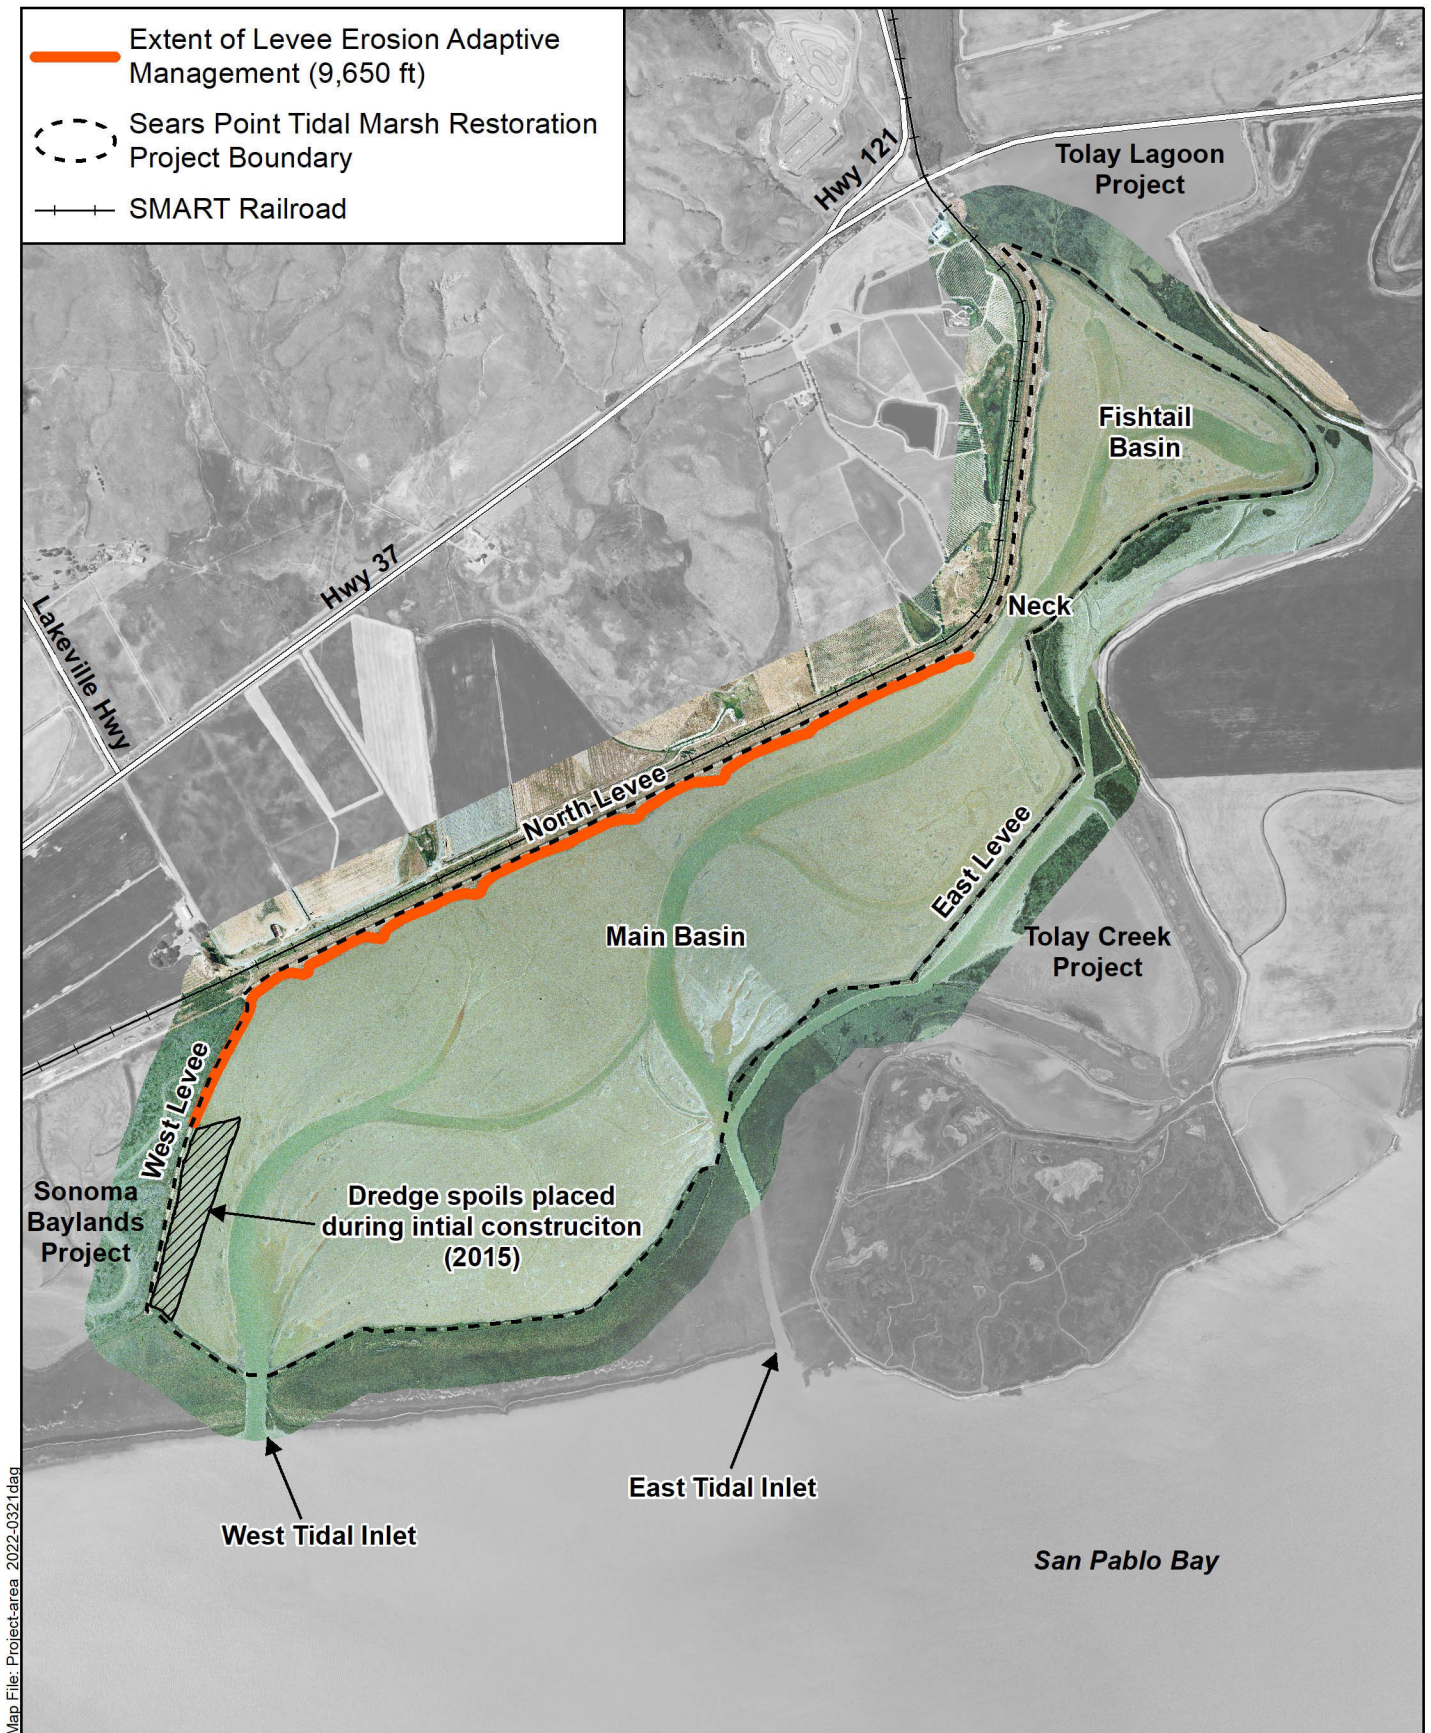 Extent of Levee Erosion Adaptive
Management (9,650 ft)
Sears Point Tidal Marsh Restoration
Project Boundary
SMART Railroad
Hwy 121
Tolay Lagoon
Project
Fishtail
Basin
Hwy 37
Neck
Lakeville Hwy
North Levee
East Levee
Main Basin
Tolay Creek
Project
West Levee
Sonoma
Baylands
Project
Dredge spoils placed
during intial construciton
(2015)
East Tidal Inlet
West Tidal Inlet
San Pablo Bay
Map File: Project-area 2022-0321dag